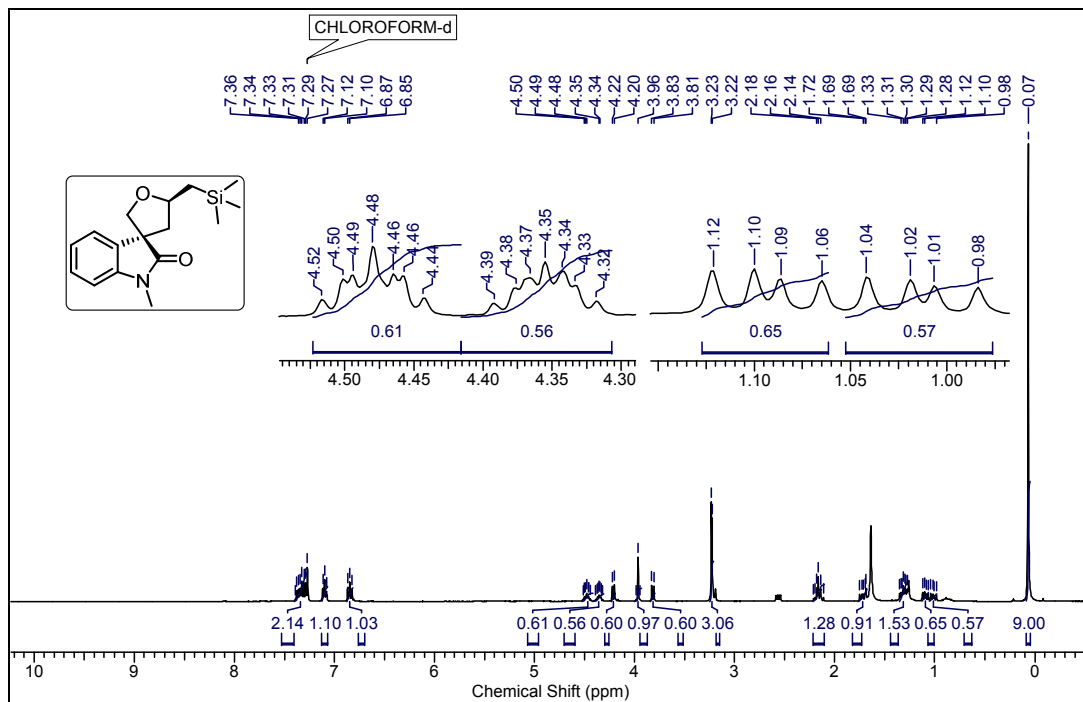 CHLOROFORM-d
7.36 7.34 7.33 7.31 7.29 7.27 7.12 7.10 6.87 6.85 4.50 4.49 4.48 4.35 4.34 4.22 4.20 3.96 3.83 3.81 3.23 3.22 2.18 2.16 2.14 1.72 1.69 1.69 1.33 1.31 1.30 1.29 1.28 1.12 1.10 0.98 0.07
O
Si
O
N
4.52 4.50 4.49 4.48 4.46 4.46 4.44 4.39 4.38 4.37 4.35 4.34 4.33 4.32 1.12 1.10 1.09 1.06 1.04 1.02 1.01 0.98
0.61 0.56 0.65 0.57
4.50 4.45 4.40 4.35 4.30 1.10 1.05 1.00
2.14 1.10 1.03 0.61 0.56 0.60 0.97 0.60 3.06 1.28 0.91 1.53 0.65 0.57 9.00
10 9 8 7 6 5 4 3 2 1 0
Chemical Shift (ppm)